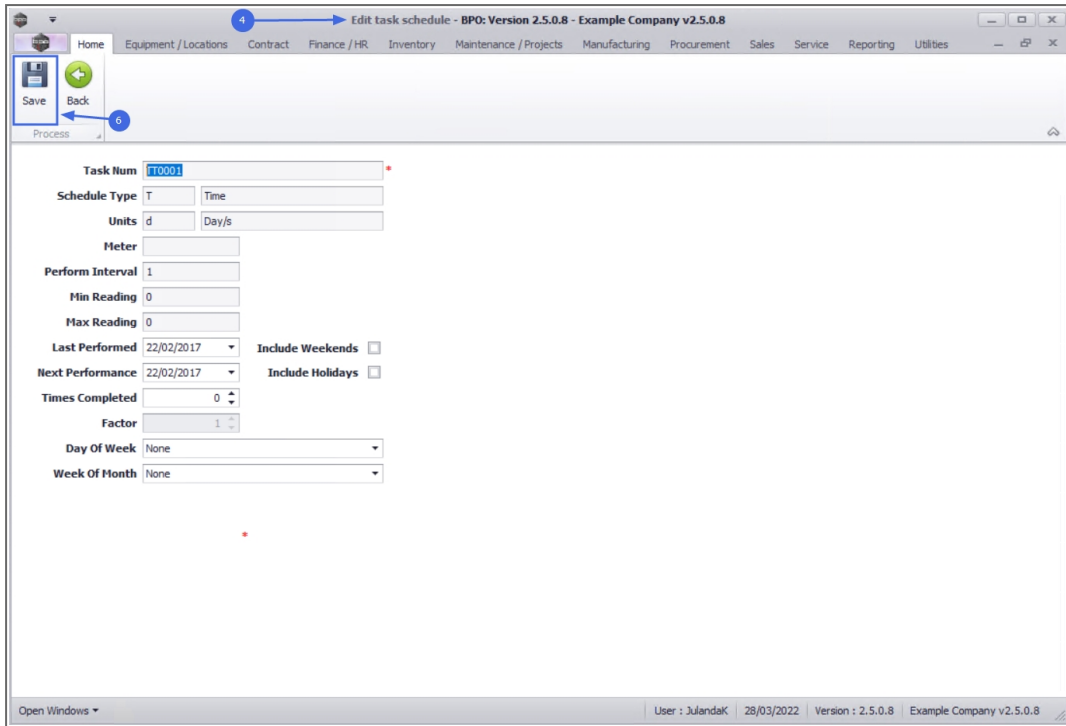 4
Edit task schedule - BPO: Version 2.5.0.8 - Example Company v2.5.0.8
Home Equipment / Locations Contract Finance / HR Inventory Maintenance / Projects Manufacturing Procurement Sales Service Reporting Utilities
Save Back
6
Process
Task Num TT0001 *
Schedule Type T Time
Units d Day/s
Meter
Perform Interval 1
Min Reading 0
Max Reading 0
Last Performed 22/02/2017 Include Weekends
Next Performance 22/02/2017 Include Holidays
Times Completed 0
Factor 1
Day Of Week None
Week Of Month None
*
Open Windows User : JulandaK 28/03/2022 Version : 2.5.0.8 Example Company v2.5.0.8